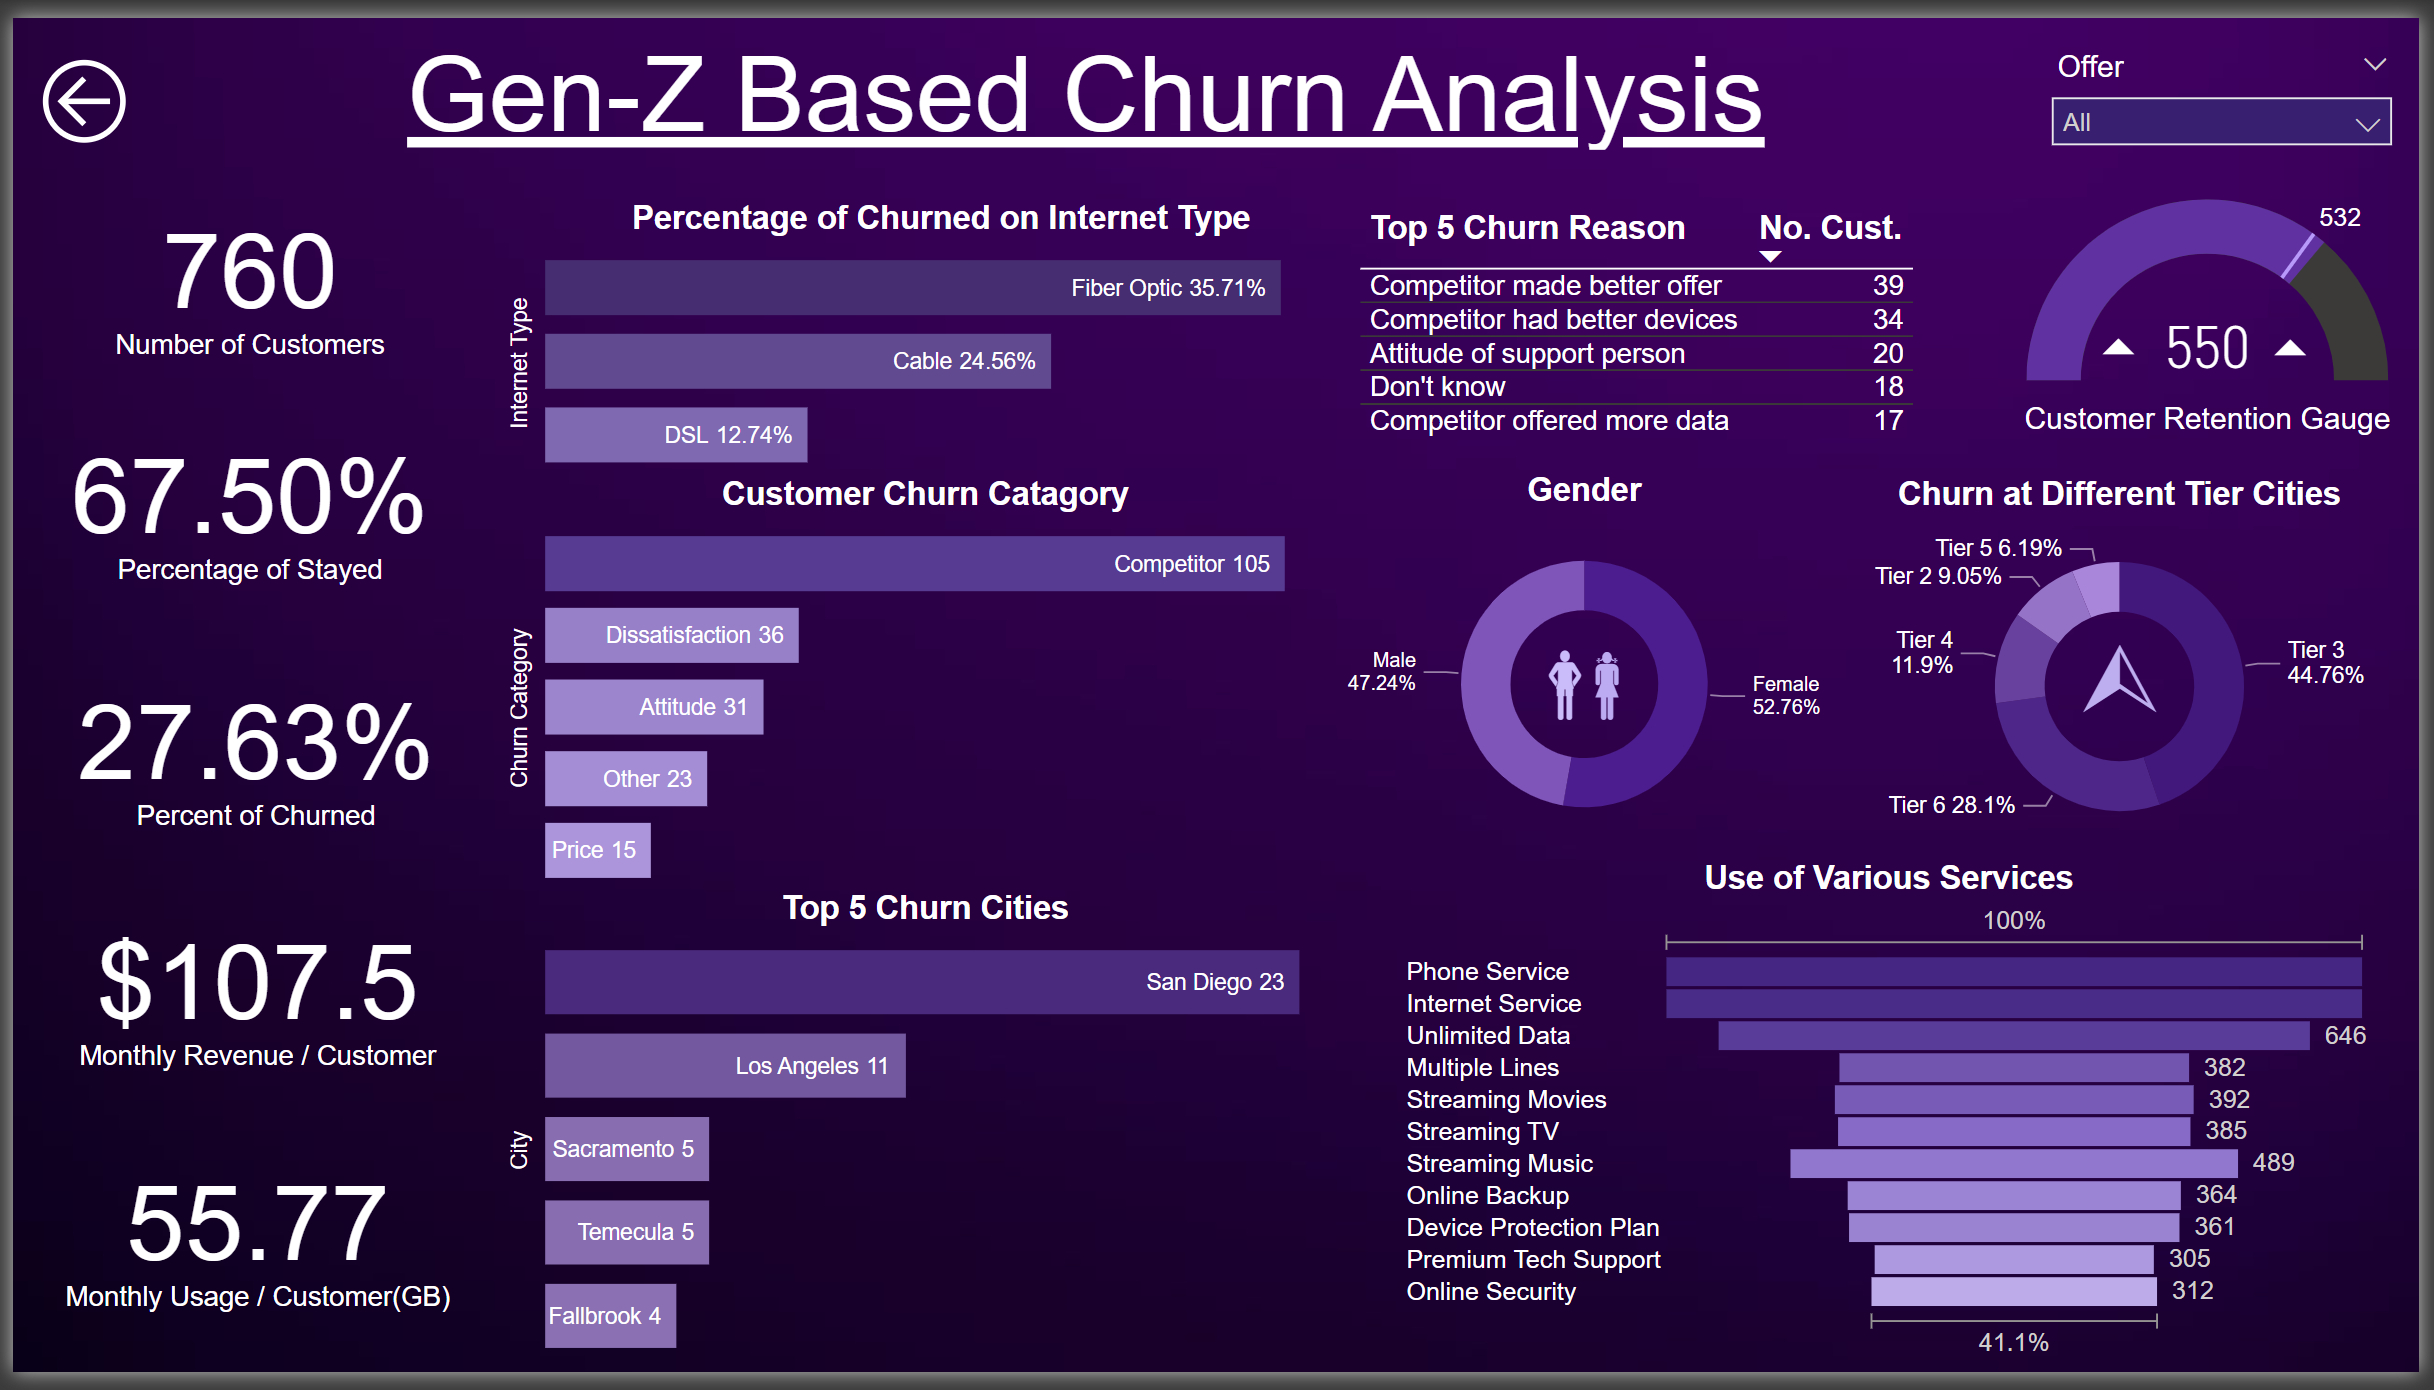 Gen-Z Based Churn Analysis
Offer
All
760
Number of Customers
67.50%
Percentage of Stayed
27.63%
Percent of Churned
$107.5
Monthly Revenue / Customer
55.77
Monthly Usage / Customer(GB)
Percentage of Churned on Internet Type
Internet Type
Fiber Optic 35.71%
Cable 24.56%
DSL 12.74%
Customer Churn Catagory
Churn Category
Competitor 105
Dissatisfaction 36
Attitude 31
Other 23
Price 15
Top 5 Churn Cities
City
San Diego 23
Los Angeles 11
Sacramento 5
Temecula 5
Fallbrook 4
Top 5 Churn Reason No. Cust.
Competitor made better offer 39
Competitor had better devices 34
Attitude of support person 20
Don't know 18
Competitor offered more data 17
532
550
Customer Retention Gauge
Gender
Male
47.24%
Female
52.76%
Churn at Different Tier Cities
Tier 5 6.19%
Tier 2 9.05%
Tier 4
11.9%
Tier 3
44.76%
Tier 6 28.1%
Use of Various Services
100%
Phone Service
Internet Service
Unlimited Data 646
Multiple Lines 382
Streaming Movies 392
Streaming TV 385
Streaming Music 489
Online Backup 364
Device Protection Plan 361
Premium Tech Support 305
Online Security 312
41.1%